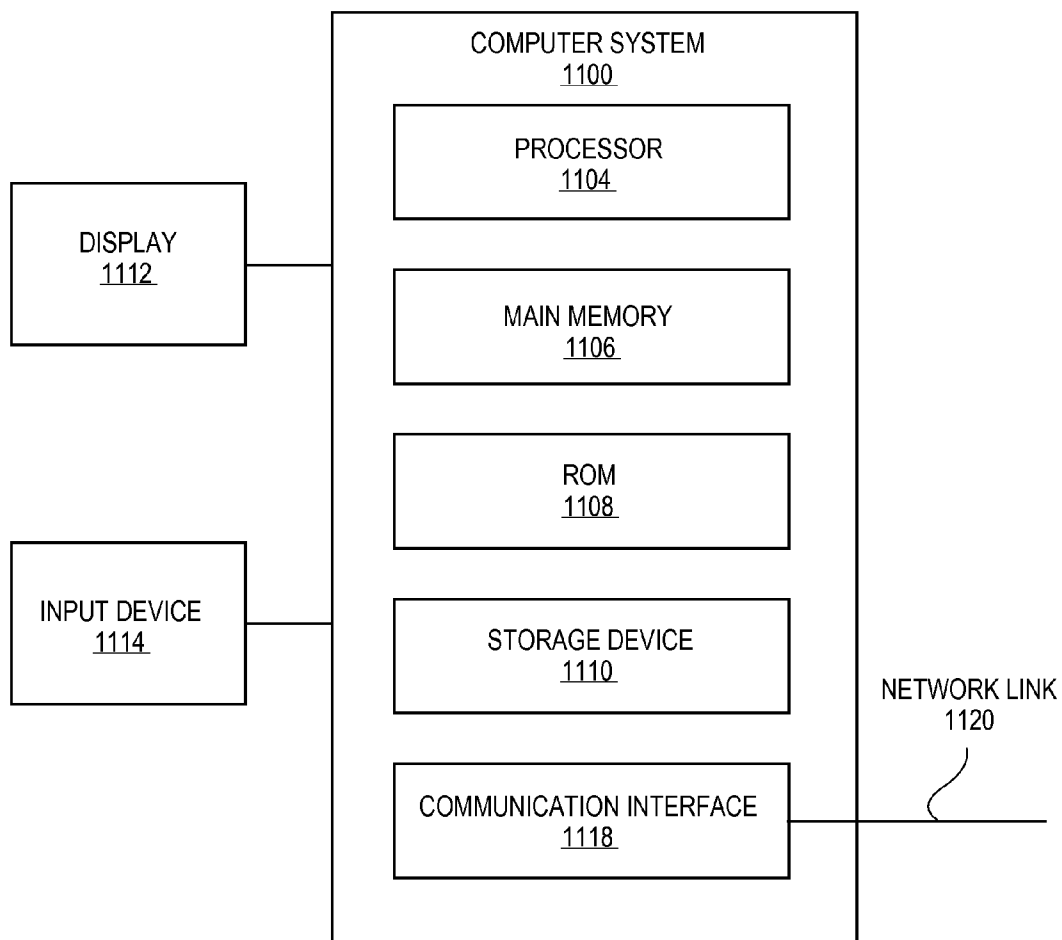 COMPUTER SYSTEM
1100
PROCESSOR
1104
DISPLAY
1112
MAIN MEMORY
1106
ROM
1108
INPUT DEVICE
1114
STORAGE DEVICE
1110
NETWORK LINK
1120
COMMUNICATION INTERFACE
1118